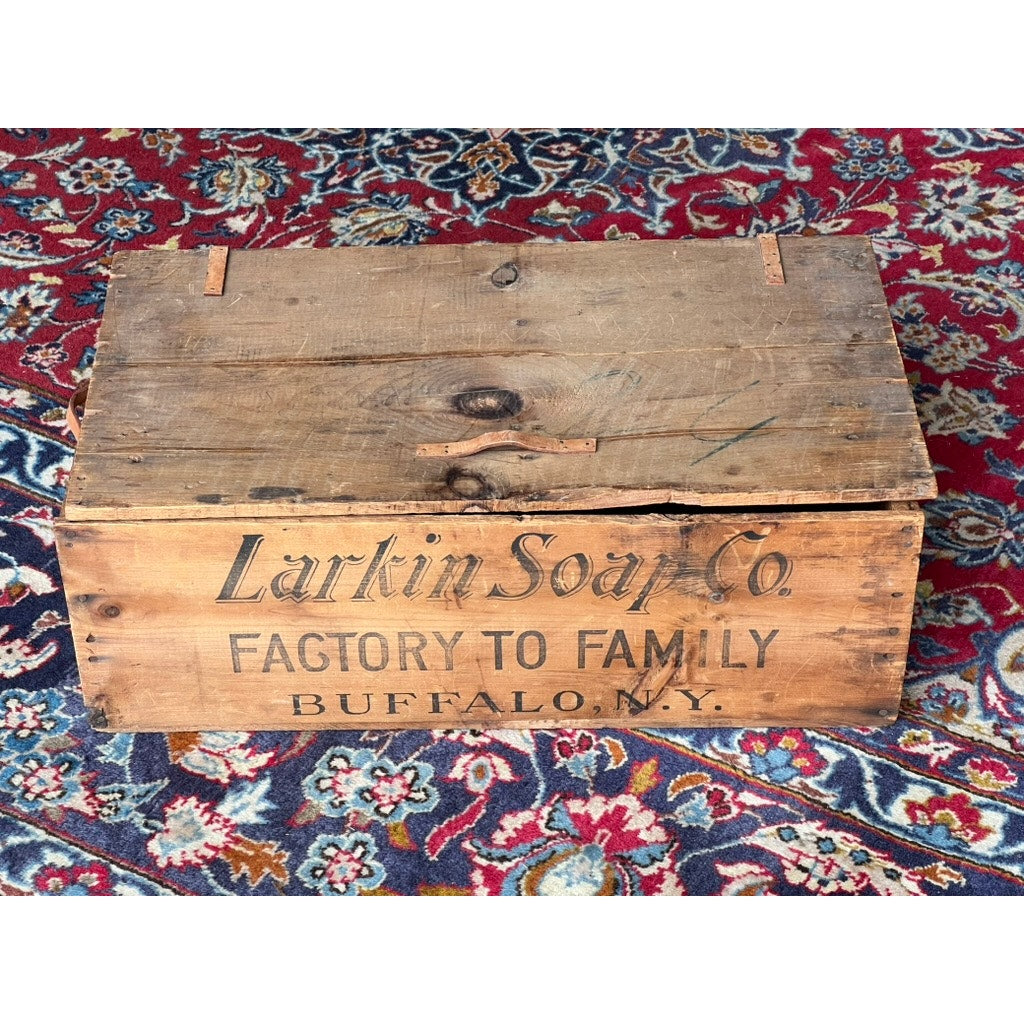 Larkin Soap Co.
FACTORY TO FAMILY
BUFFALO, N.Y.